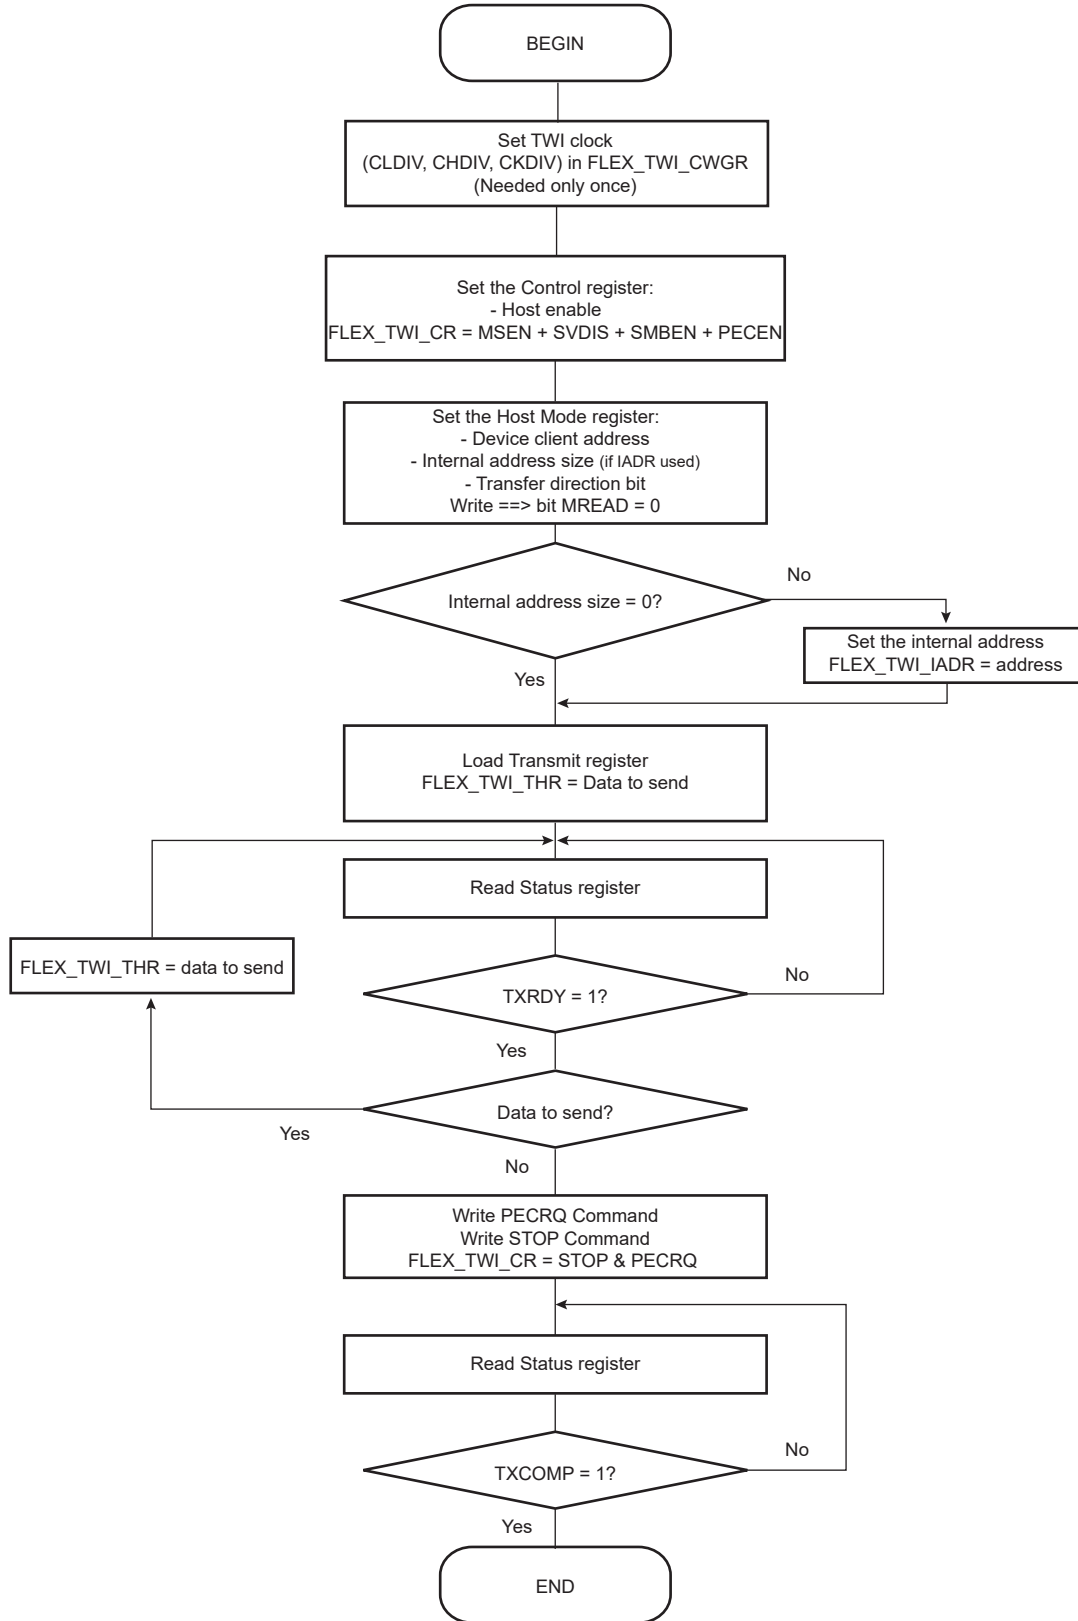 BEGIN
Set TWI clock
(CLDIV, CHDIV, CKDIV) in FLEX_TWI_CWGR
(Needed only once)
Set the Control register:
- Host enable
FLEX_TWI_CR = MSEN + SVDIS + SMBEN + PECEN
Set the Host Mode register:
- Device client address
- Internal address size (if IADR used)
- Transfer direction bit
Write ==> bit MREAD = 0
No
Internal address size = 0?
Set the internal address
FLEX_TWI_IADR = address
Yes
Load Transmit register
FLEX_TWI_THR = Data to send
Read Status register
FLEX_TWI_THR = data to send
No
TXRDY = 1?
Yes
Data to send?
Yes
No
Write PECRQ Command
Write STOP Command
FLEX_TWI_CR = STOP & PECRQ
Read Status register
No
TXCOMP = 1?
Yes
END